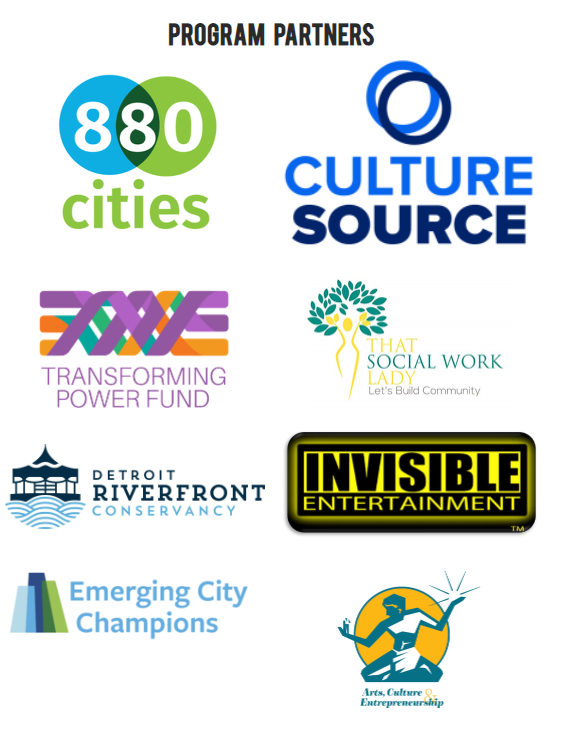 PROGRAM PARTNERS
880
cities
CULTURE
SOURCE
TRANSFORMING
POWER FUND
THAT
SOCIAL WORK
LADY
Let's Build Community
DETROIT
RIVERFRONT
CONSERVANCY
INVISIBLE
ENTERTAINMENT
TM
Emerging City
Champions
Arts, Culture &
Entrepreneurship